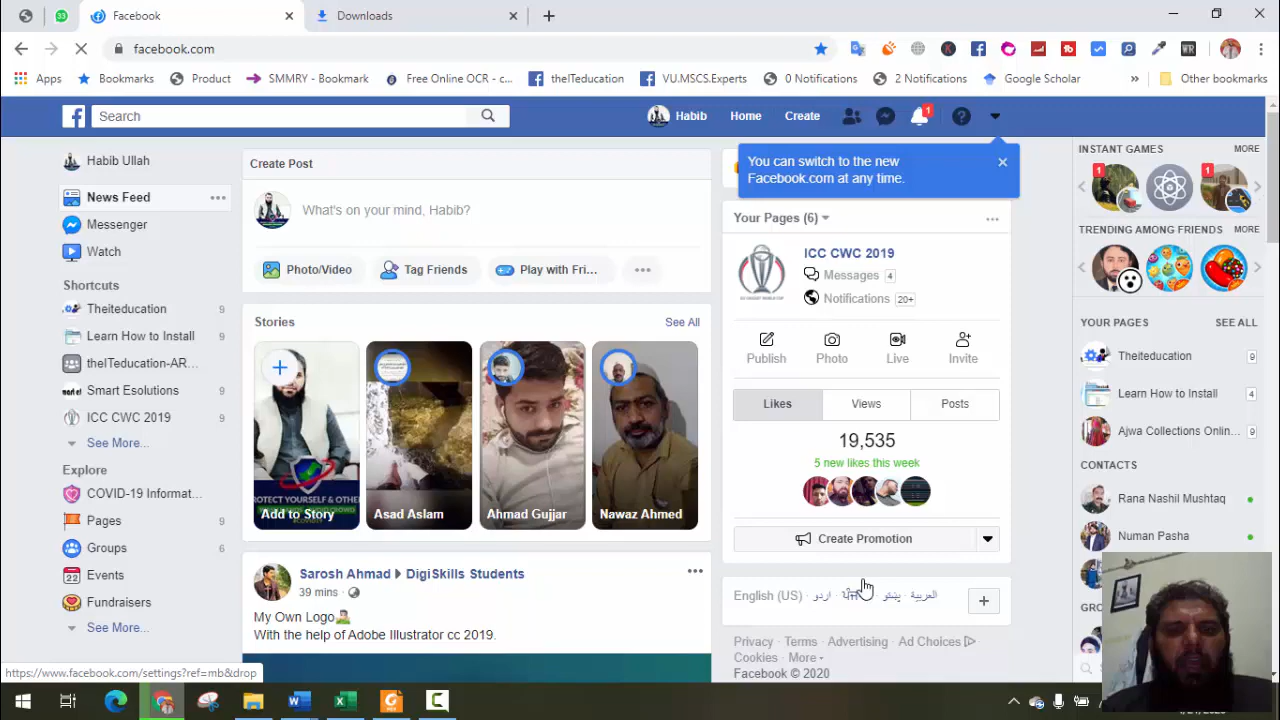 Facebook
Downloads
33
facebook.com
Apps
Bookmarks
Product
SMMRY - Bookmark
Free Online OCR - c...
theITeducation
VU.MSCS.Experts
0 Notifications
2 Notifications
Google Scholar
»
Other bookmarks
Search
Habib
Home
Create
1
You can switch to the new
Facebook.com at any time.
Habib Ullah
News Feed
Messenger
Watch
Shortcuts
Theiteducation 9
Learn How to Install 9
theITeducation-AR...
Smart Esolutions 9
ICC CWC 2019 9
See More...
Explore
COVID-19 Informat...
Pages 9
Groups 6
22 Events
Fundraisers
See More...
Create Post
What's on your mind, Habib?
Photo/Video
Tag Friends
Play with Fri...
Stories
See All
PROTECT YOURSELF & OTHE
Add to Story
Asad Aslam
Ahmad Gujjar
Nawaz Ahmed
Sarosh Ahmad DigiSkills Students
39 mins ·
My Own Logo
With the help of Adobe Illustrator cc 2019.
Your Pages (6)
ICC CWC 2019
Messages 4
Notifications 20+
Publish
Photo
Live
Invite
Likes
Views
Posts
19,535
5 new likes this week
Create Promotion
English (US) · اردو · · پښتو · العربية
Privacy · Terms · Advertising · Ad Choices
Cookies · More
Facebook © 2020
INSTANT GAMES
MORE
1
1
TRENDING AMONG FRIENDS
MORE
YOUR PAGES
SEE ALL
Theiteducation 9
Learn How to Install 4
Ajwa Collections Onlin... 9
CONTACTS
Rana Nashil Mushtaq
Numan Pasha
https://www.facebook.com/settings?ref=mb&drop